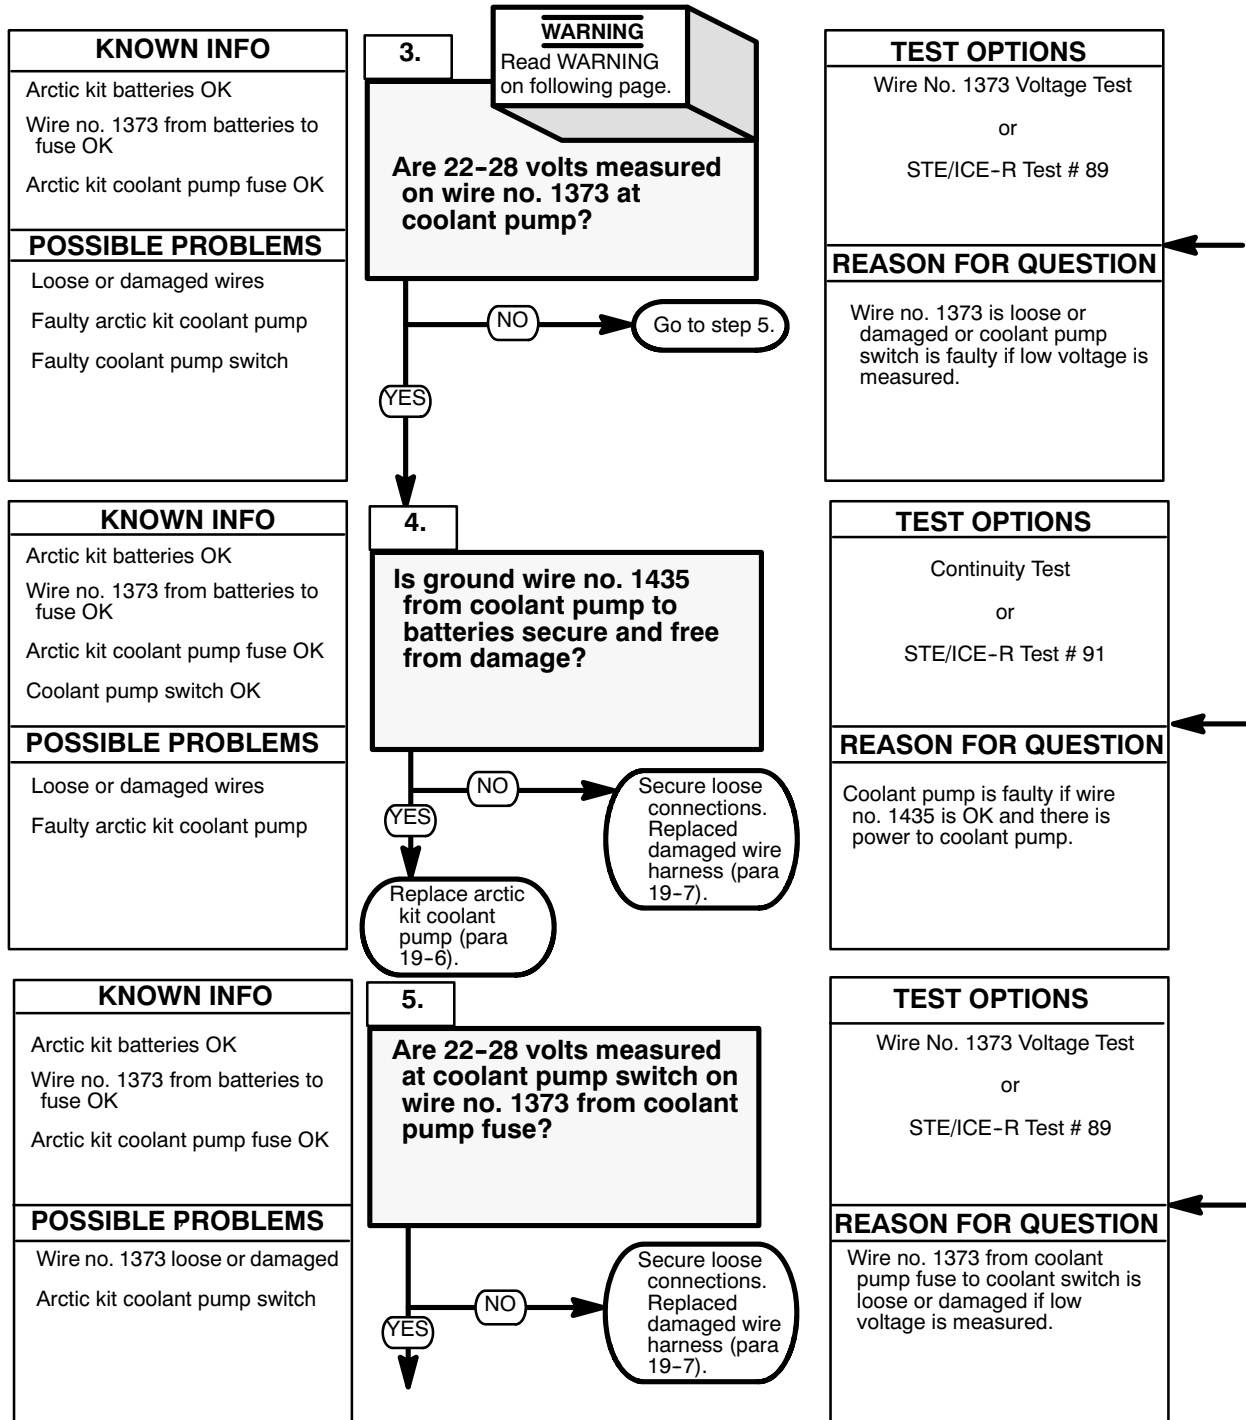 KNOWN INFO
Arctic kit batteries OK
Wire no. 1373 from batteries to
fuse OK
Arctic kit coolant pump fuse OK
POSSIBLE PROBLEMS
Loose or damaged wires
Faulty arctic kit coolant pump
Faulty coolant pump switch
3.
WARNING
Read WARNING
on following page.
Are 22-28 volts measured
on wire no. 1373 at
coolant pump?
NO
Go to step 5.
YES
TEST OPTIONS
Wire No. 1373 Voltage Test
or
STE/ICE-R Test # 89
REASON FOR QUESTION
Wire no. 1373 is loose or
damaged or coolant pump
switch is faulty if low voltage is
measured.
KNOWN INFO
Arctic kit batteries OK
Wire no. 1373 from batteries to
fuse OK
Arctic kit coolant pump fuse OK
Coolant pump switch OK
POSSIBLE PROBLEMS
Loose or damaged wires
Faulty arctic kit coolant pump
4.
Is ground wire no. 1435
from coolant pump to
batteries secure and free
from damage?
NO
Secure loose
connections.
Replaced
damaged wire
harness (para
19-7).
YES
Replace arctic
kit coolant
pump (para
19-6).
TEST OPTIONS
Continuity Test
or
STE/ICE-R Test # 91
REASON FOR QUESTION
Coolant pump is faulty if wire
no. 1435 is OK and there is
power to coolant pump.
KNOWN INFO
Arctic kit batteries OK
Wire no. 1373 from batteries to
fuse OK
Arctic kit coolant pump fuse OK
POSSIBLE PROBLEMS
Wire no. 1373 loose or damaged
Arctic kit coolant pump switch
5.
Are 22-28 volts measured
at coolant pump switch on
wire no. 1373 from coolant
pump fuse?
NO
Secure loose
connections.
Replaced
damaged wire
harness (para
19-7).
YES
TEST OPTIONS
Wire No. 1373 Voltage Test
or
STE/ICE-R Test # 89
REASON FOR QUESTION
Wire no. 1373 from coolant
pump fuse to coolant switch is
loose or damaged if low
voltage is measured.